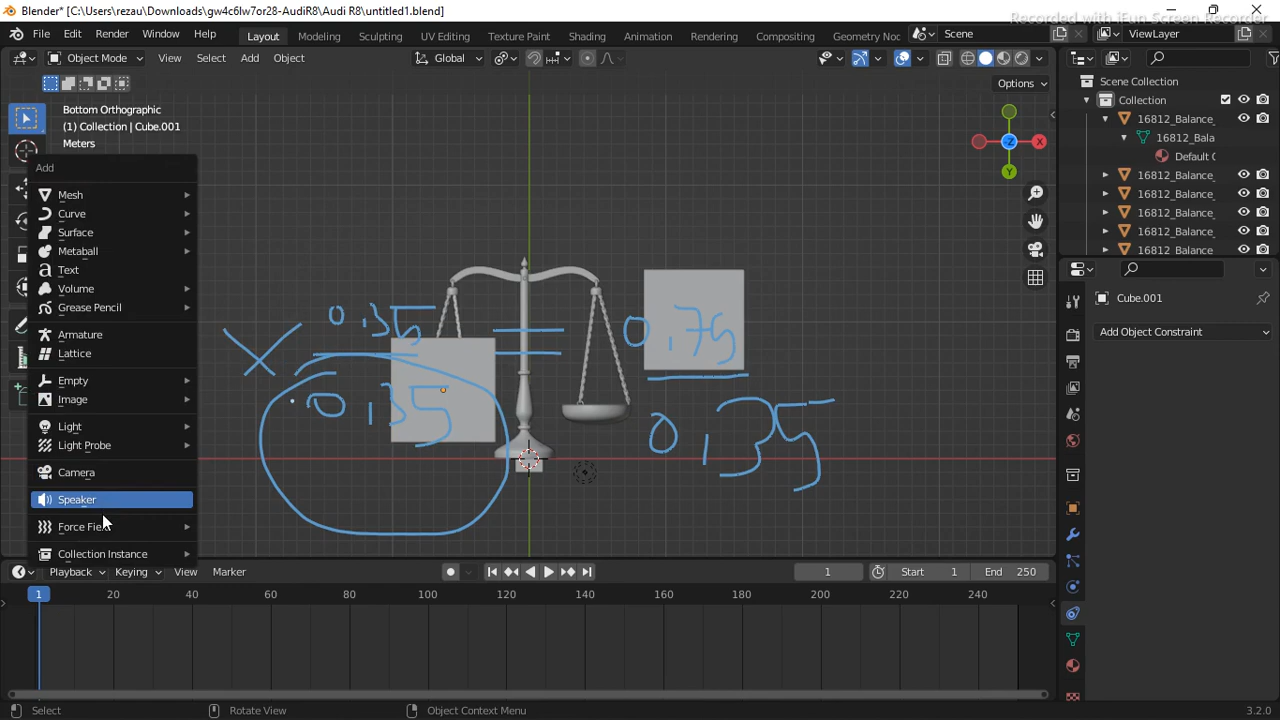 Blender* [C:\Users\rezau\Downloads\gw4c6lw7or28-AudiR8\Audi R8\untitled1.blend]
Recorded with iFun Screen Recorder
File Edit Render Window Help Layout Modeling Sculpting UV Editing Texture Paint Shading Animation Rendering Compositing Geometry Noc Scene ViewLayer
Object Mode View Select Add Object Global
Options
Bottom Orthographic
(1) Collection | Cube.001
Meters
Scene Collection
Collection
16812_Balance_
16812_Bala
Default
16812_Balance_
16812_Balance_
16812_Balance_
16812_Balance_
16812_Balance_
Cube.001
Add Object Constraint
Add
Mesh
Curve
Surface
Metaball
Text
Volume
Grease Pencil
Armature
Lattice
Empty
Image
Light
Light Probe
Camera
Speaker
Force Fie
Collection Instance
X
Z
Y
X 0,35 = 0,75
0,35 0,35
Playback Keying View Marker 1 Start 1 End 250
1 20 40 60 80 100 120 140 160 180 200 220 240
Select Rotate View Object Context Menu 3.2.0